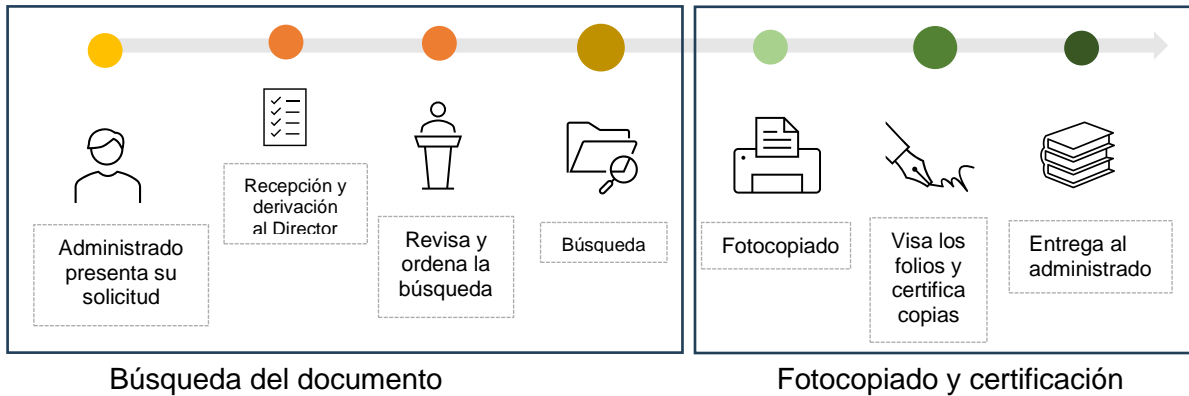 Administrado
presenta su
solicitud
Recepción y
derivación
al Director
Revisa y
ordena la
búsqueda
Búsqueda
Fotocopiado
Visa los
folios y
certifica
copias
Entrega al
administrado
Búsqueda del documento
Fotocopiado y certificación